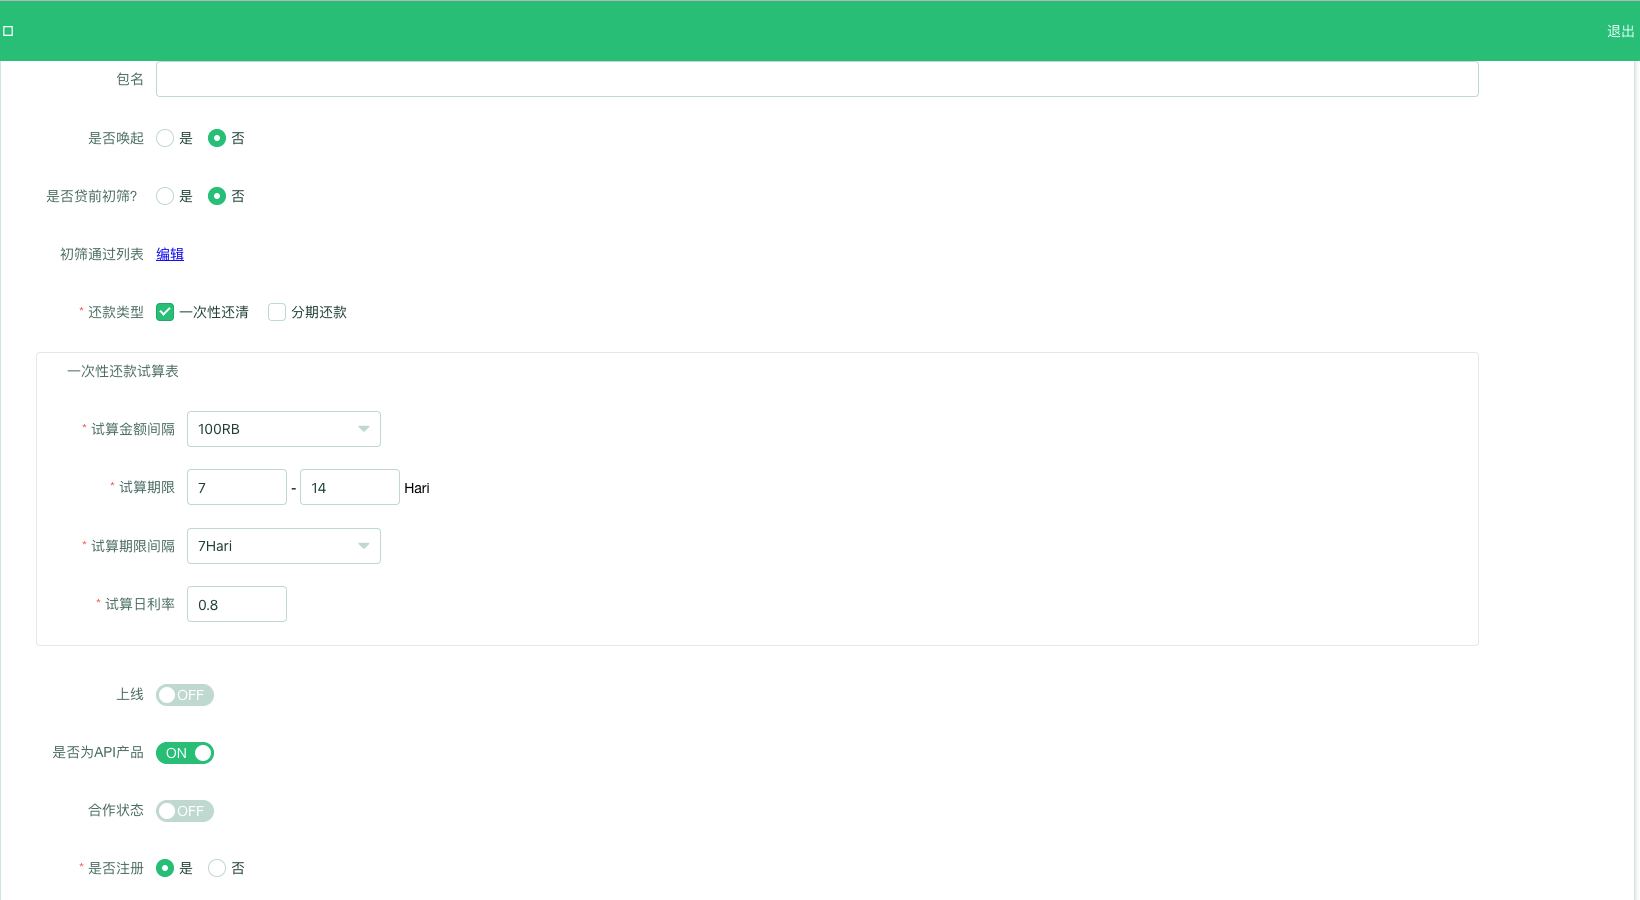 退出
包名
是否唤起 是 否
是否贷前初筛? 是 否
初筛通过列表 编辑
* 还款类型 一次性还清 分期还款
一次性还款试算表
* 试算金额间隔 100RB
* 试算期限 7 - 14 Hari
* 试算期限间隔 7Hari
* 试算日利率 0.8
上线 OFF
是否为API产品 ON
合作状态 OFF
* 是否注册 是 否